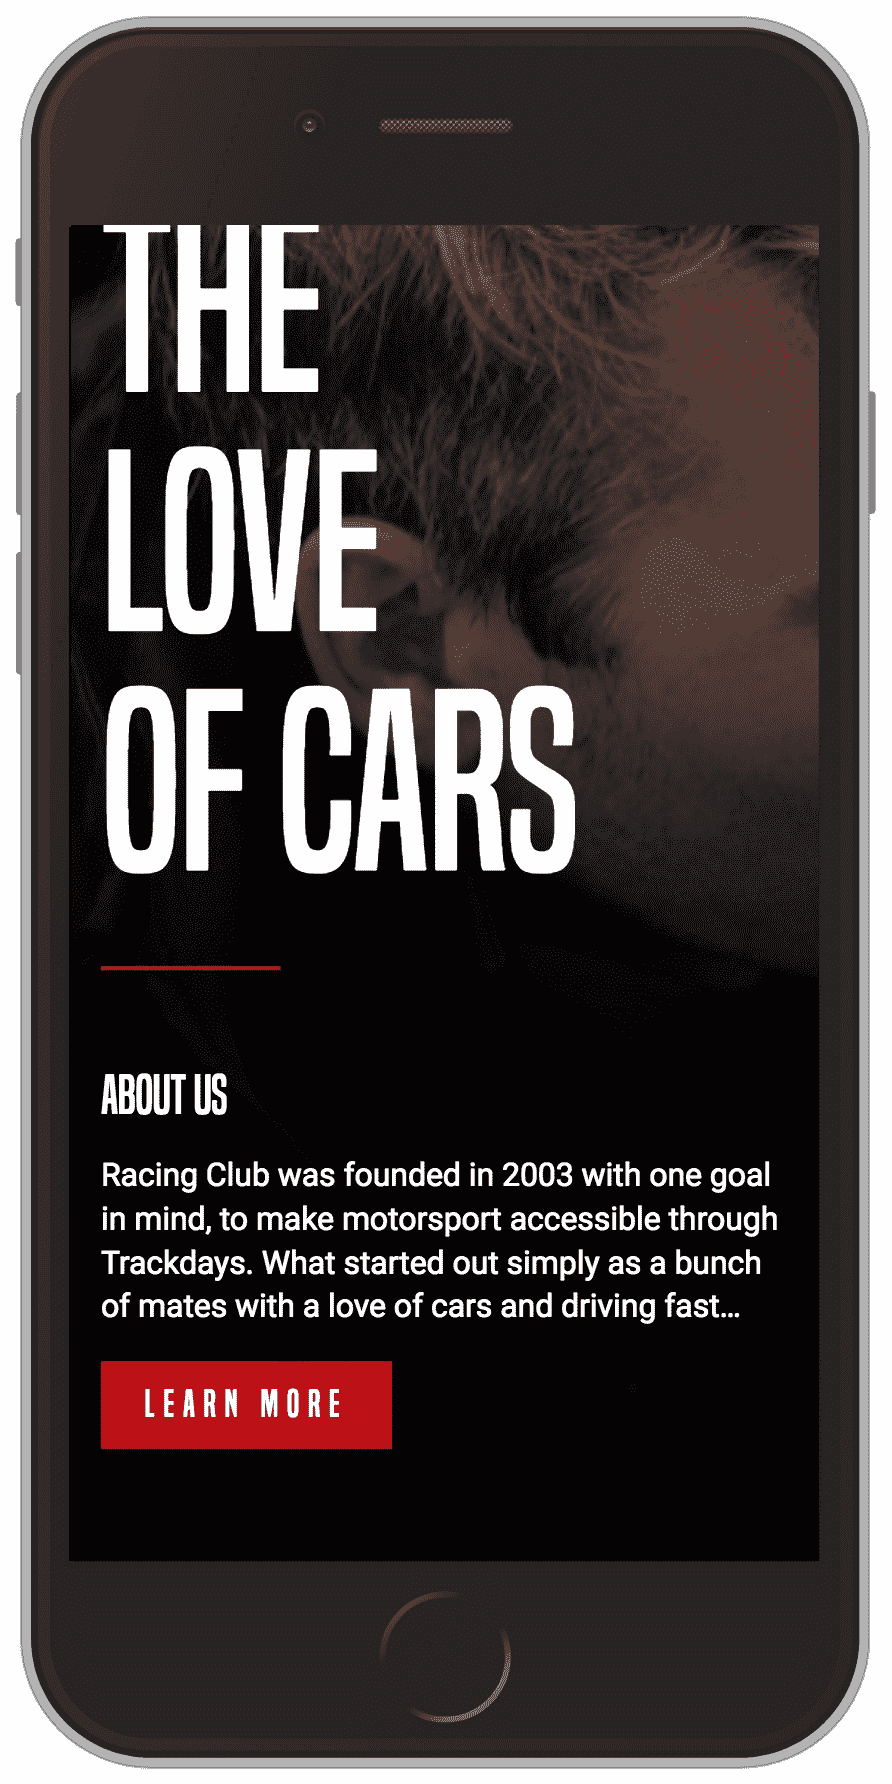 THE
LOVE
OF CARS
ABOUT US
Racing Club was founded in 2003 with one goal
in mind, to make motorsport accessible through
Trackdays. What started out simply as a bunch
of mates with a love of cars and driving fast...
LEARN MORE